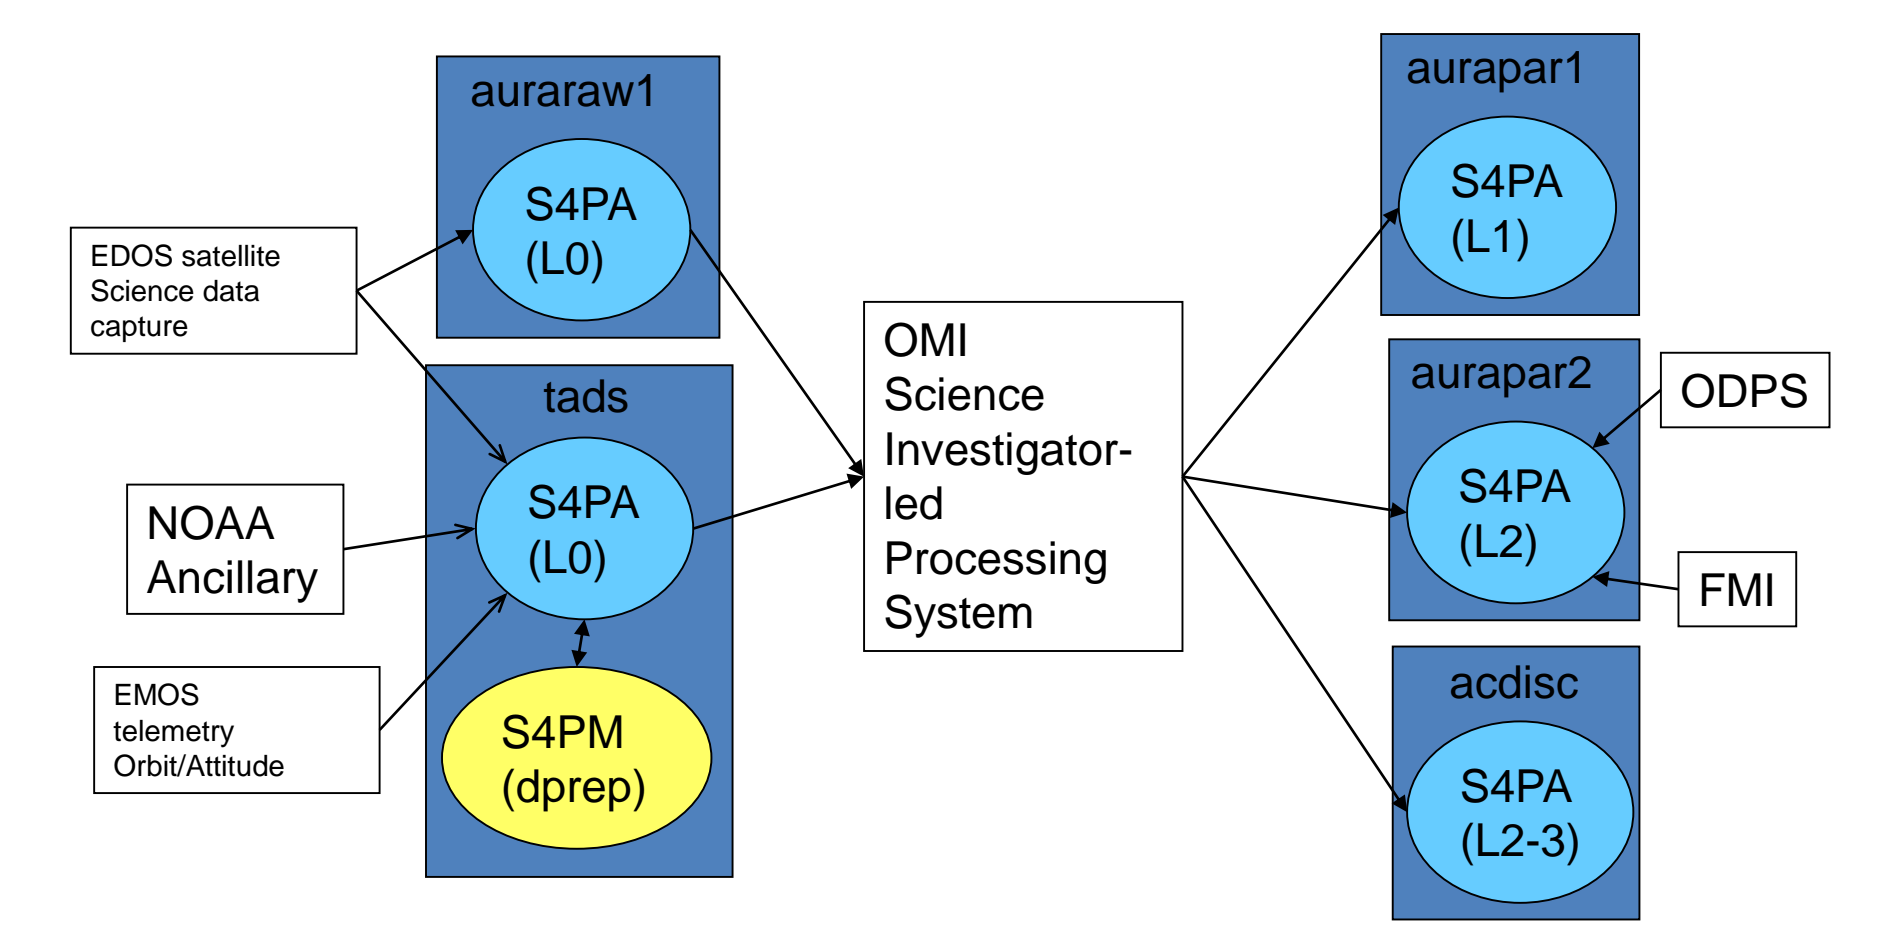 auraraw1
S4PA
(L0)
EDOS satellite
Science data
capture
tads
S4PA
(L0)
NOAA
Ancillary
EMOS
telemetry
Orbit/Attitude
S4PM
(dprep)
OMI
Science
Investigator-
led
Processing
System
aurapar1
S4PA
(L1)
aurapar2
S4PA
(L2)
ODPS
FMI
acdisc
S4PA
(L2-3)